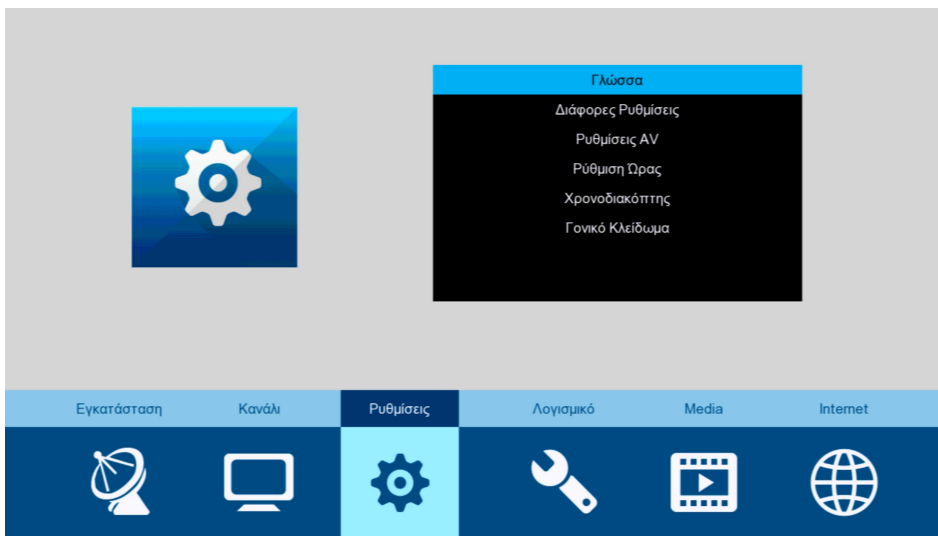 Γλώσσα
Διάφορες Ρυθμίσεις
Ρυθμίσεις AV
Ρύθμιση Ώρας
Χρονοδιακόπτης
Γονικό Κλείδωμα
Εγκατάσταση Κανάλι Ρυθμίσεις Λογισμικό Media Internet